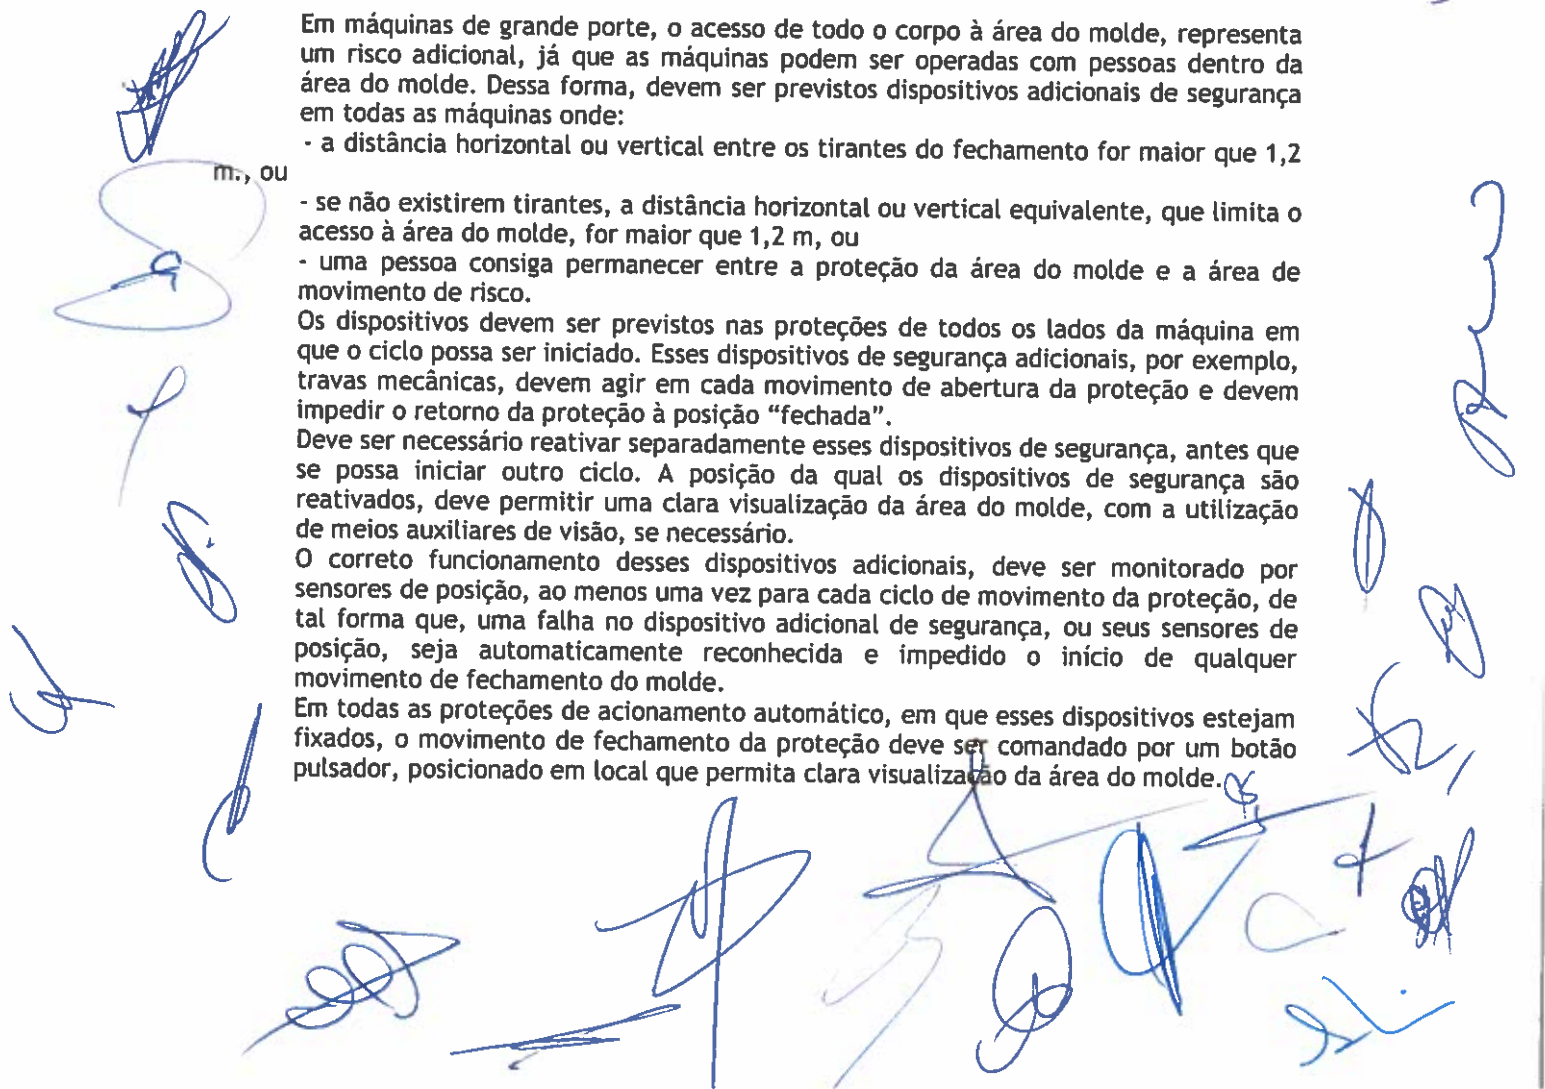 Em máquinas de grande porte, o acesso de todo o corpo à área do molde, representa
um risco adicional, já que as máquinas podem ser operadas com pessoas dentro da
área do molde. Dessa forma, devem ser previstos dispositivos adicionais de segurança
em todas as máquinas onde:
- a distância horizontal ou vertical entre os tirantes do fechamento for maior que 1,2
m., ou
- se não existirem tirantes, a distância horizontal ou vertical equivalente, que limita o
acesso à área do molde, for maior que 1,2 m, ou
- uma pessoa consiga permanecer entre a proteção da área do molde e a área de
movimento de risco.
Os dispositivos devem ser previstos nas proteções de todos os lados da máquina em
que o ciclo possa ser iniciado. Esses dispositivos de segurança adicionais, por exemplo,
travas mecânicas, devem agir em cada movimento de abertura da proteção e devem
impedir o retorno da proteção à posição “fechada”.
Deve ser necessário reativar separadamente esses dispositivos de segurança, antes que
se possa iniciar outro ciclo. A posição da qual os dispositivos de segurança são
reativados, deve permitir uma clara visualização da área do molde, com a utilização
de meios auxiliares de visão, se necessário.
O correto funcionamento desses dispositivos adicionais, deve ser monitorado por
sensores de posição, ao menos uma vez para cada ciclo de movimento da proteção, de
tal forma que, uma falha no dispositivo adicional de segurança, ou seus sensores de
posição, seja automaticamente reconhecida e impedido o início de qualquer
movimento de fechamento do molde.
Em todas as proteções de acionamento automático, em que esses dispositivos estejam
fixados, o movimento de fechamento da proteção deve ser comandado por um botão
pulsador, posicionado em local que permita clara visualização da área do molde.